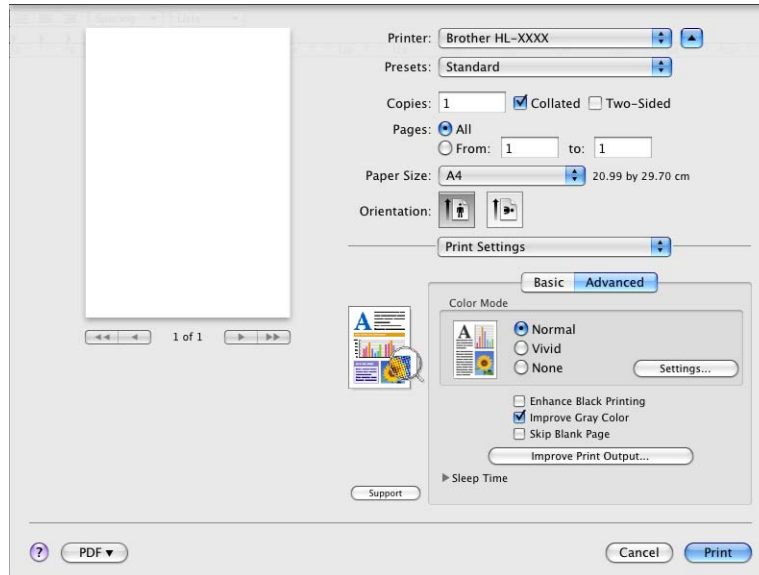 Printer: Brother HL-XXXX
Presets: Standard
Copies: 1 Collated Two-Sided
Pages: All
From: 1 to: 1
Paper Size: A4 20.99 by 29.70 cm
Orientation:
Print Settings
Basic Advanced
Color Mode
Normal
Vivid
None Settings...
Enhance Black Printing
Improve Gray Color
Skip Blank Page
Improve Print Output...
Sleep Time
1 of 1
Support
? PDF Cancel Print